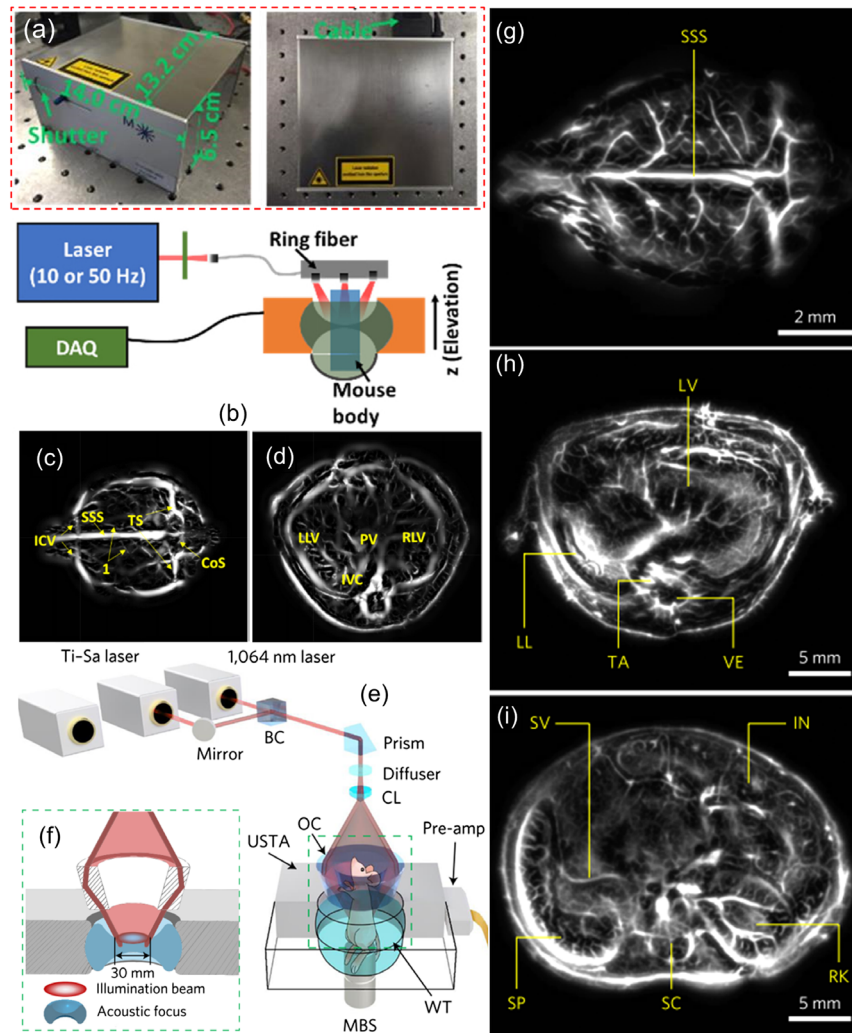 (a)
Cable
13.2 cm
14.0 cm
6.5 cm
Shutter
M
Laser
(10 or 50 Hz)
Ring fiber
DAQ
z (Elevation)
Mouse
body
(b)
(c)
SSS
TS
ICV
1
CoS
(d)
LLV
PV
RLV
IVC
Ti–Sa laser
1,064 nm laser
(e)
Mirror
BC
Prism
Diffuser
CL
OC
USTA
Pre-amp
WT
MBS
(f)
30 mm
Illumination beam
Acoustic focus
(g)
SSS
2 mm
(h)
LV
LL
TA
VE
5 mm
(i)
SV
IN
SP
SC
RK
5 mm